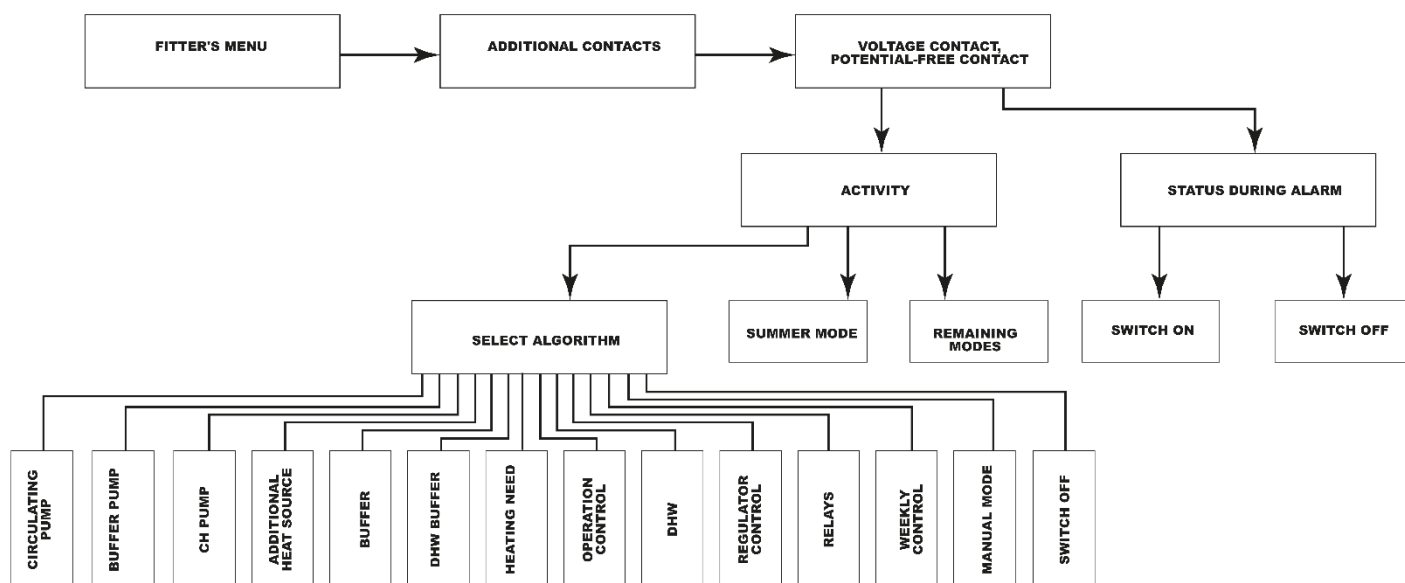 FITTER'S MENU
ADDITIONAL CONTACTS
VOLTAGE CONTACT,
POTENTIAL-FREE CONTACT
ACTIVITY
STATUS DURING ALARM
SELECT ALGORITHM
SUMMER MODE
REMAINING
MODES
SWITCH ON
SWITCH OFF
CIRCULATING
PUMP
BUFFER PUMP
CH PUMP
ADDITIONAL
HEAT SOURCE
BUFFER
DHW BUFFER
HEATING NEED
OPERATION
CONTROL
DHW
REGULATOR
CONTROL
RELAYS
WEEKLY
CONTROL
MANUAL MODE
SWITCH OFF